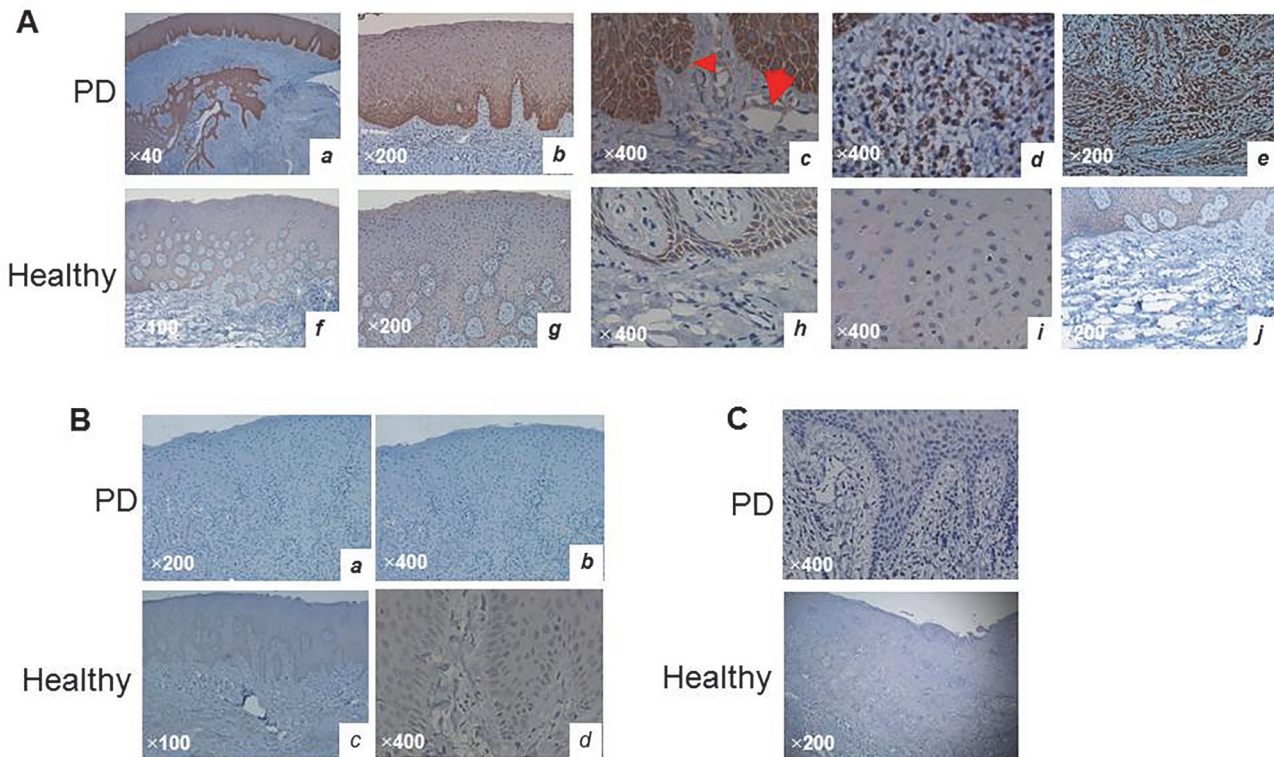 A
PD
×40 a
×200 b
×400 c
×400 d
×200 e
Healthy
×100 f
×200 g
×400 h
×400 i
×200 j
B
PD
×200 a
×400 b
Healthy
×100 c
×400 d
C
PD
×400
Healthy
×200